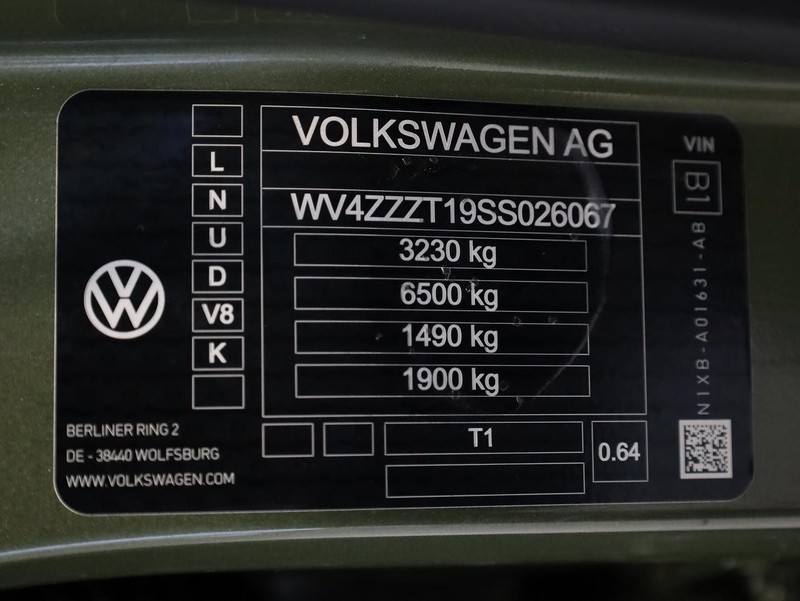 VOLKSWAGEN AG
WV4ZZZT19SS026067
3230 kg
6500 kg
1490 kg
1900 kg
T1
0.64
L
N
U
D
V8
K
BERLINER RING 2
DE - 38440 WOLFSBURG
WWW.VOLKSWAGEN.COM
VIN
B1
N1XB-A01631-AB